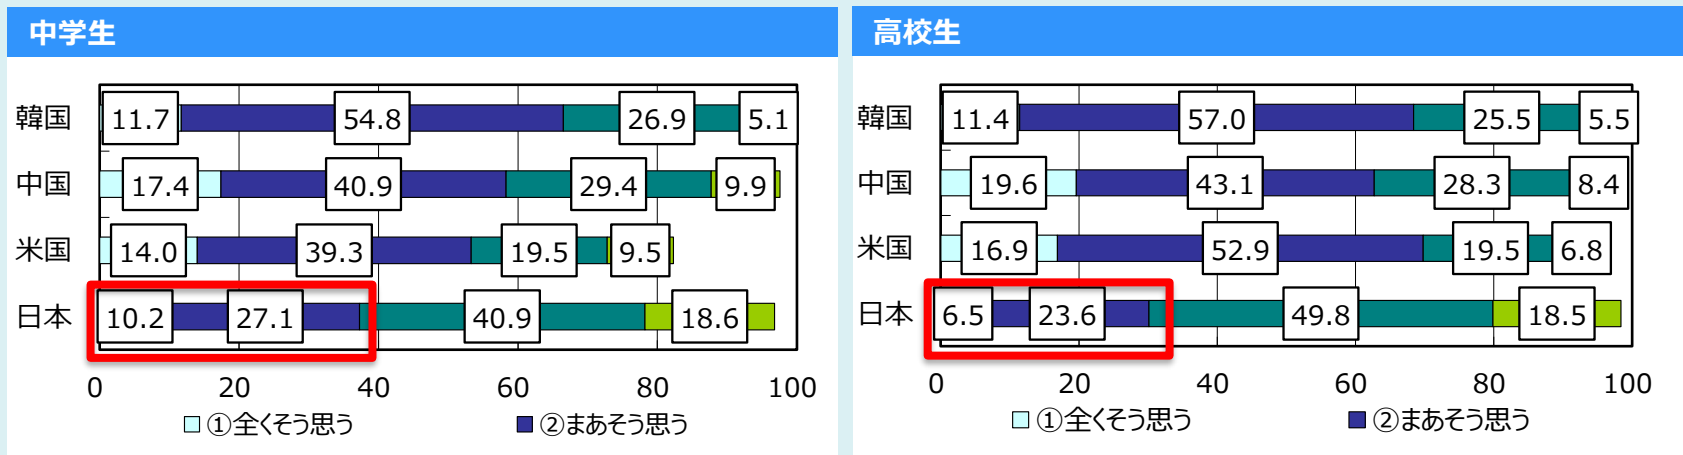 中学生
韓国 11.7 54.8 26.9 5.1
中国 17.4 40.9 29.4 9.9
米国 14.0 39.3 19.5 9.5
日本 10.2 27.1 40.9 18.6
0 20 40 60 80 100
①全くそう思う ②まあそう思う
高校生
韓国 11.4 57.0 25.5 5.5
中国 19.6 43.1 28.3 8.4
米国 16.9 52.9 19.5 6.8
日本 6.5 23.6 49.8 18.5
0 20 40 60 80 100
①全くそう思う ②まあそう思う